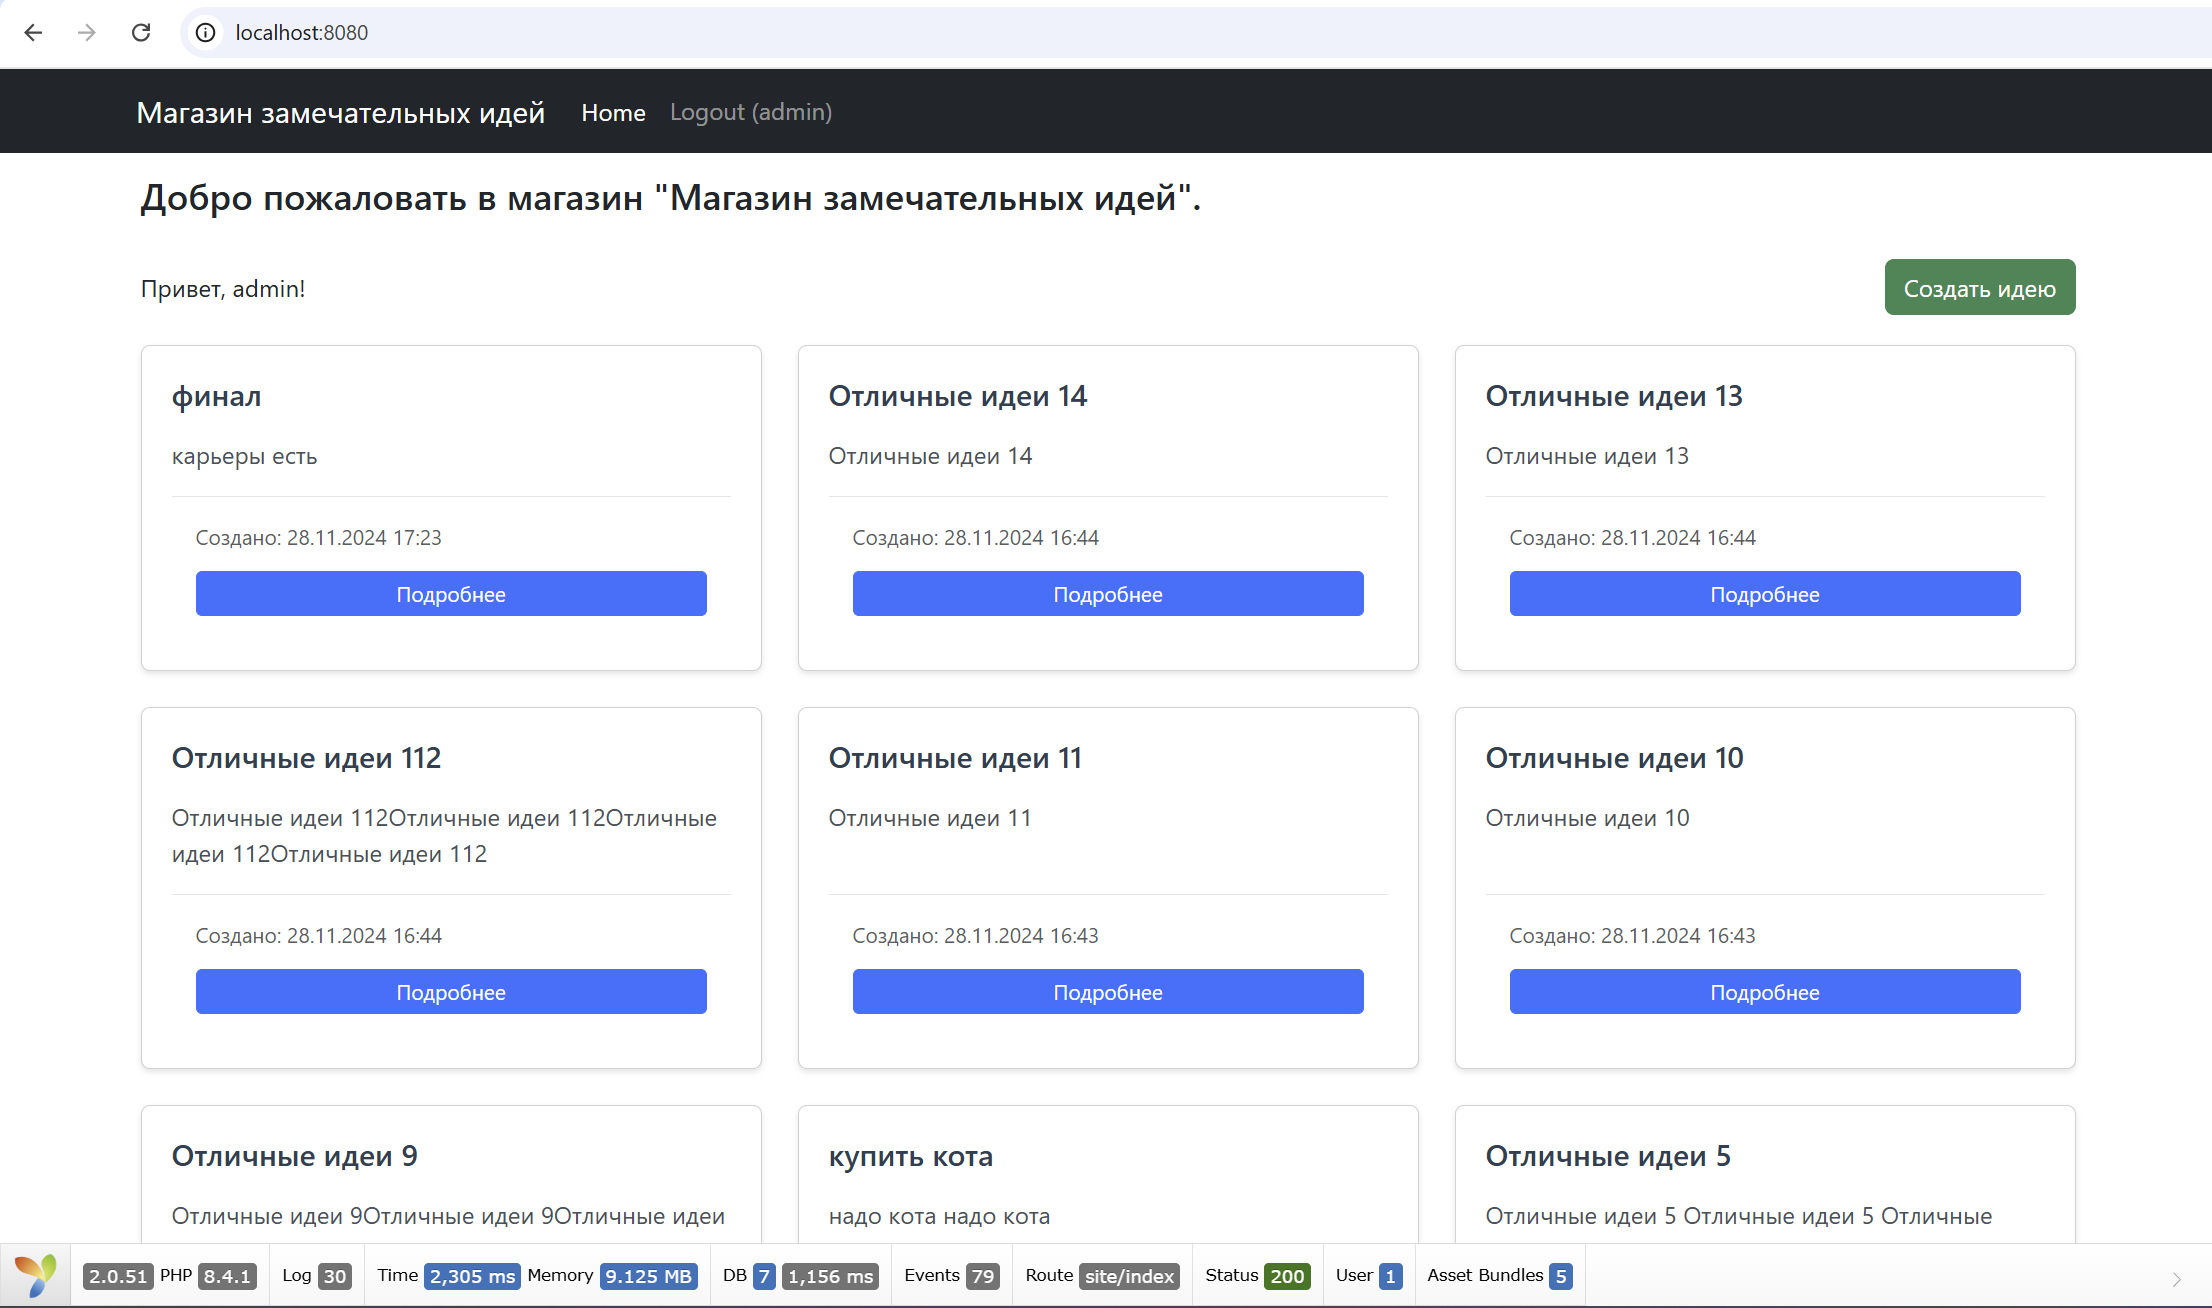 localhost:8080
Магазин замечательных идей Home Logout (admin)
Добро пожаловать в магазин "Магазин замечательных идей".
Привет, admin!
Создать идею
финал
карьеры есть
Создано: 28.11.2024 17:23
Подробнее
Отличные идеи 14
Отличные идеи 14
Создано: 28.11.2024 16:44
Подробнее
Отличные идеи 13
Отличные идеи 13
Создано: 28.11.2024 16:44
Подробнее
Отличные идеи 112
Отличные идеи 112Отличные идеи 112Отличные
идеи 112Отличные идеи 112
Создано: 28.11.2024 16:44
Подробнее
Отличные идеи 11
Отличные идеи 11
Создано: 28.11.2024 16:43
Подробнее
Отличные идеи 10
Отличные идеи 10
Создано: 28.11.2024 16:43
Подробнее
Отличные идеи 9
Отличные идеи 9Отличные идеи 9Отличные идеи
купить кота
надо кота надо кота
Отличные идеи 5
Отличные идеи 5 Отличные идеи 5 Отличные
2.0.51 PHP 8.4.1 Log 30 Time 2,305 ms Memory 9.125 MB DB 7 1,156 ms Events 79 Route site/index Status 200 User 1 Asset Bundles 5